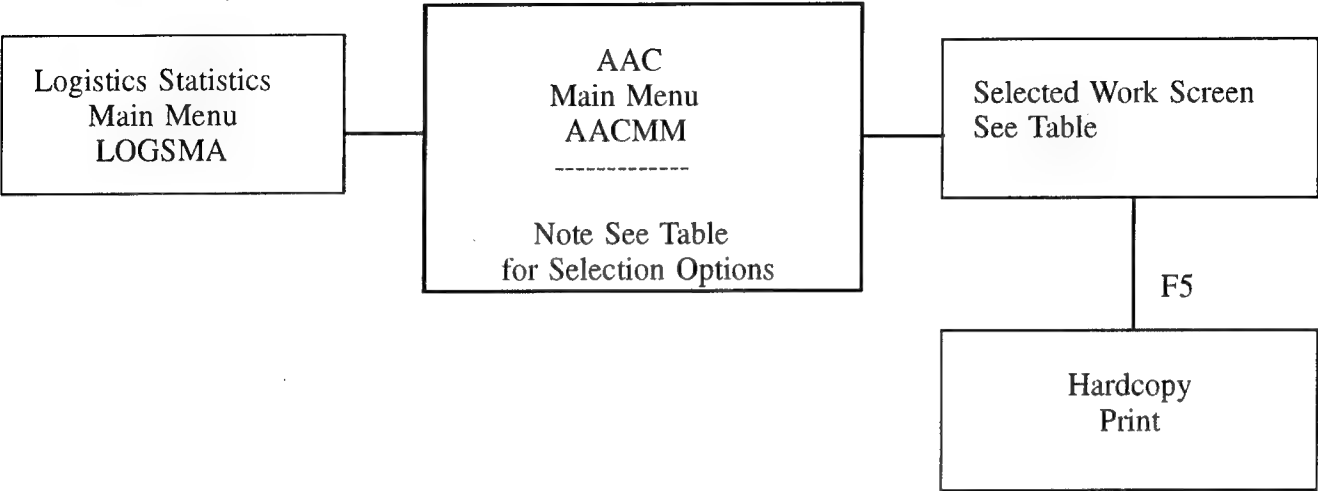 Logistics Statistics
Main Menu
LOGSMA
AAC
Main Menu
AACMM
-------------
Note See Table
for Selection Options
Selected Work Screen
See Table
F5
Hardcopy
Print